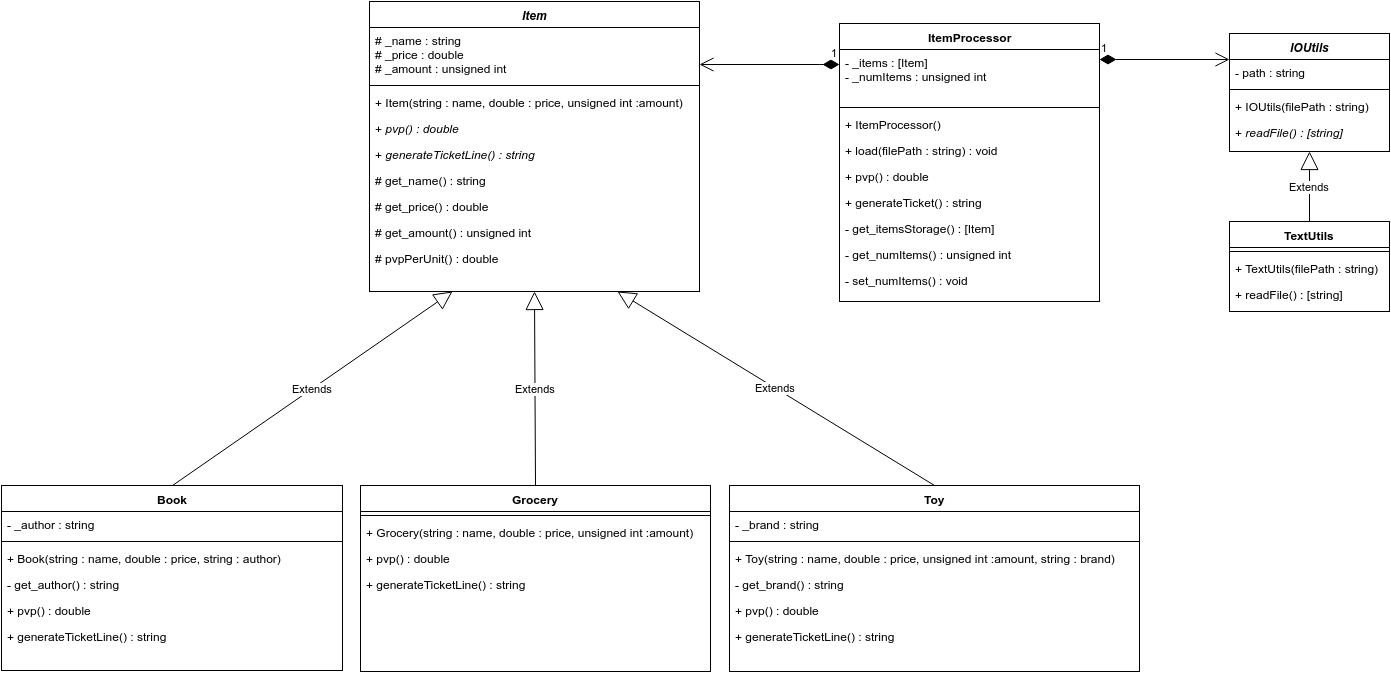 Item
# _name : string
# _price : double
# _amount : unsigned int
+ Item(string : name, double : price, unsigned int :amount)
+ pvp() : double
+ generateTicketLine() : string
# get_name() : string
# get_price() : double
# get_amount() : unsigned int
# pvpPerUnit() : double
1
ItemProcessor
- _items : [Item]
- _numItems : unsigned int
+ ItemProcessor()
+ load(filePath : string) : void
+ pvp() : double
+ generateTicket() : string
- get_itemsStorage() : [Item]
- get_numItems() : unsigned int
- set_numItems() : void
1
IOUtils
- path : string
+ IOUtils(filePath : string)
+ readFile() : [string]
Extends
TextUtils
+ TextUtils(filePath : string)
+ readFile() : [string]
Extends
Extends
Extends
Book
- _author : string
+ Book(string : name, double : price, string : author)
- get_author() : string
+ pvp() : double
+ generateTicketLine() : string
Grocery
+ Grocery(string : name, double : price, unsigned int :amount)
+ pvp() : double
+ generateTicketLine() : string
Toy
- _brand : string
+ Toy(string : name, double : price, unsigned int :amount, string : brand)
- get_brand() : string
+ pvp() : double
+ generateTicketLine() : string